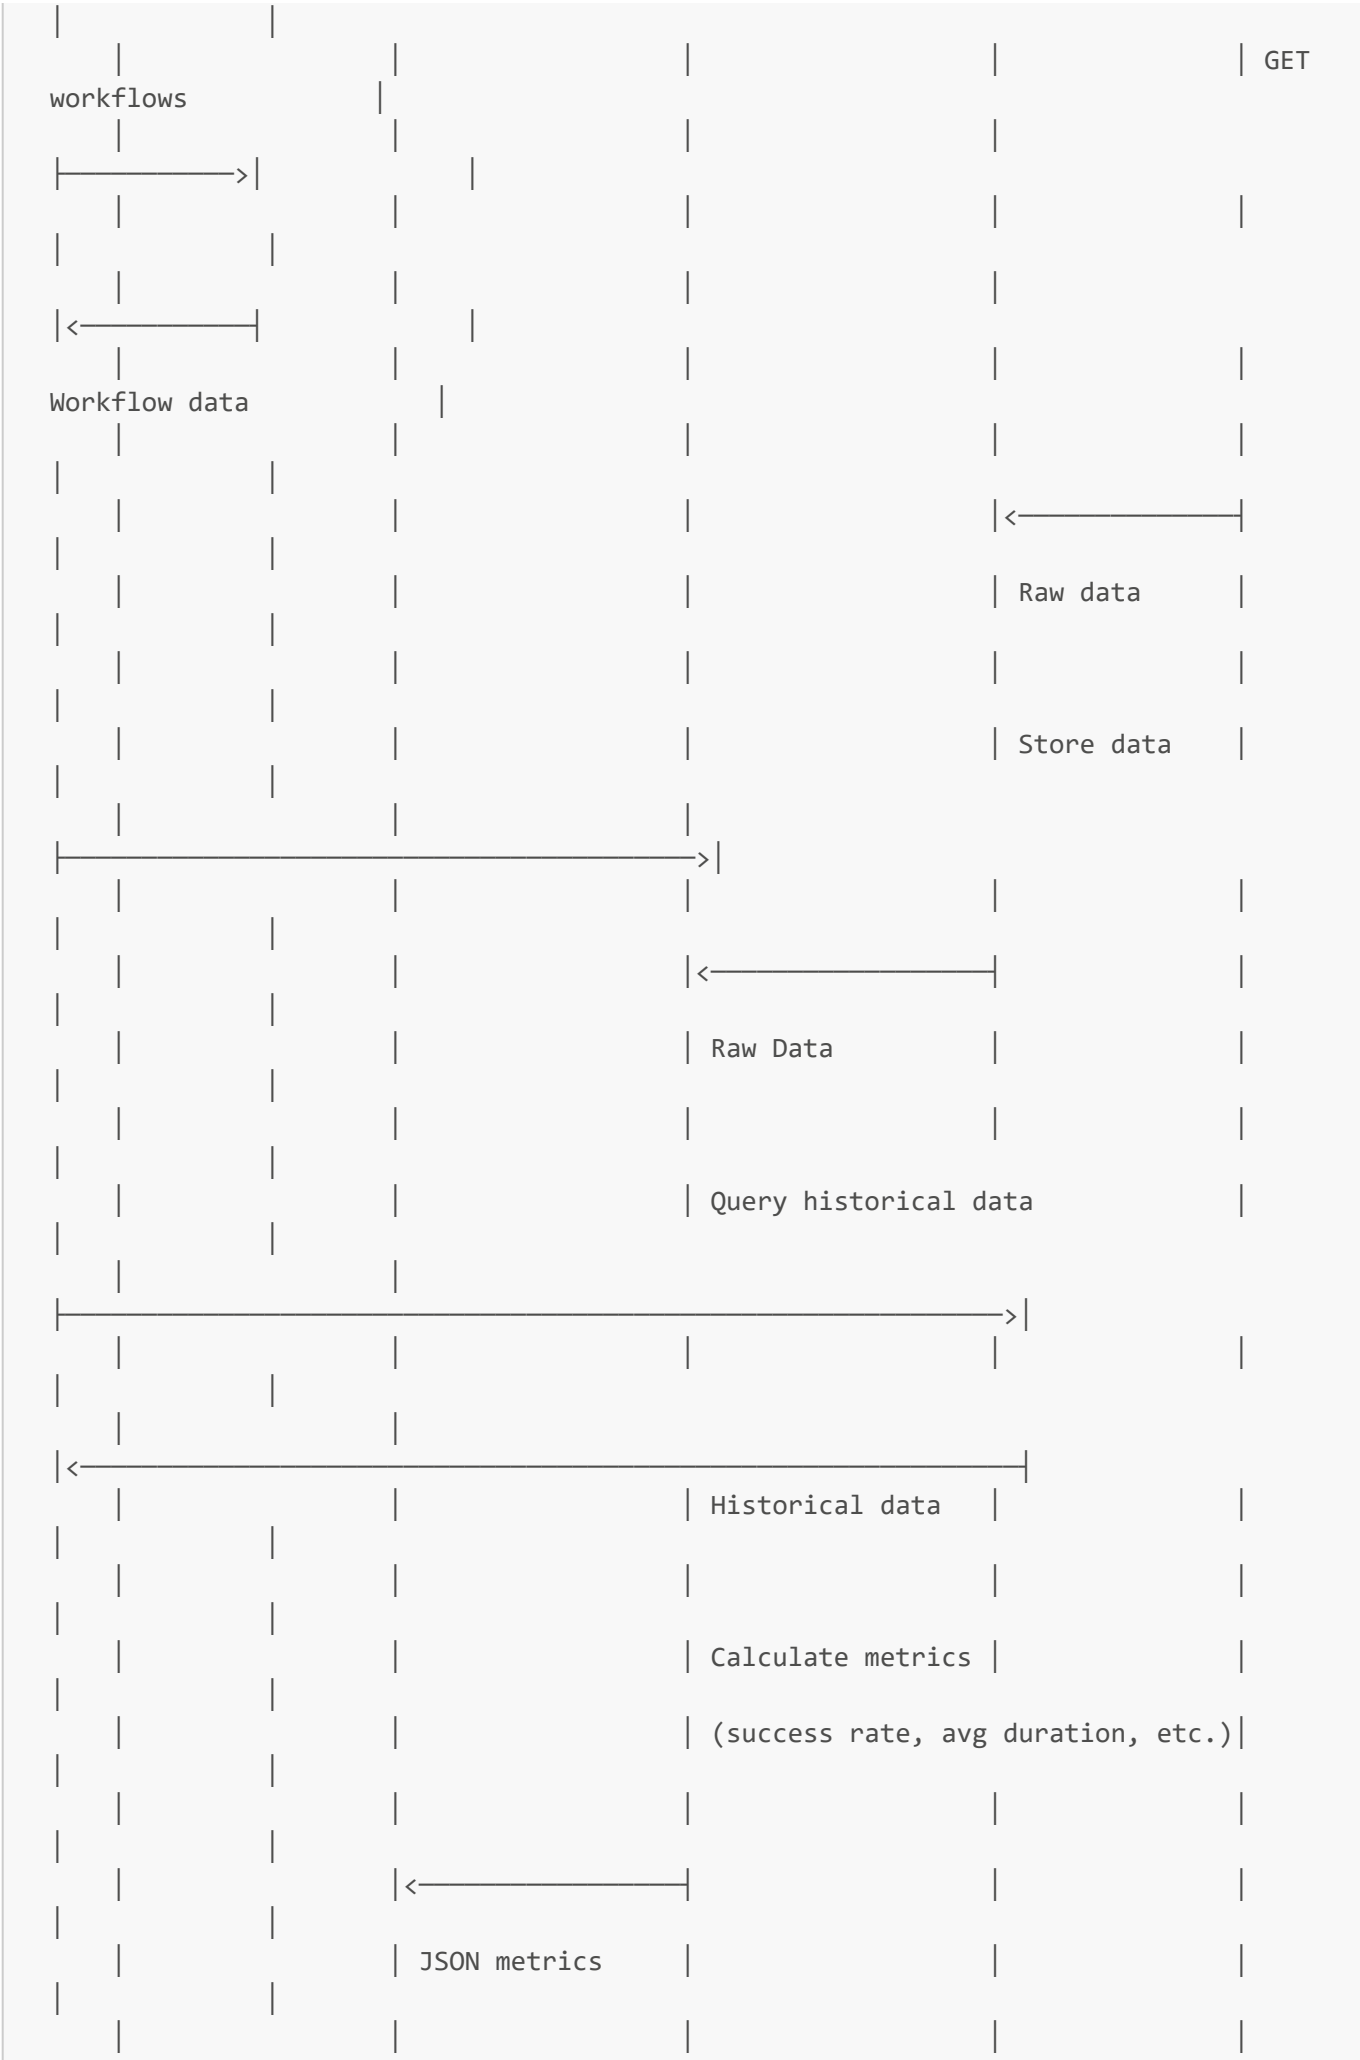 GET
workflows
Workflow data
Raw data
Store data
Raw Data
Query historical data
Historical data
Calculate metrics
(success rate, avg duration, etc.)
JSON metrics